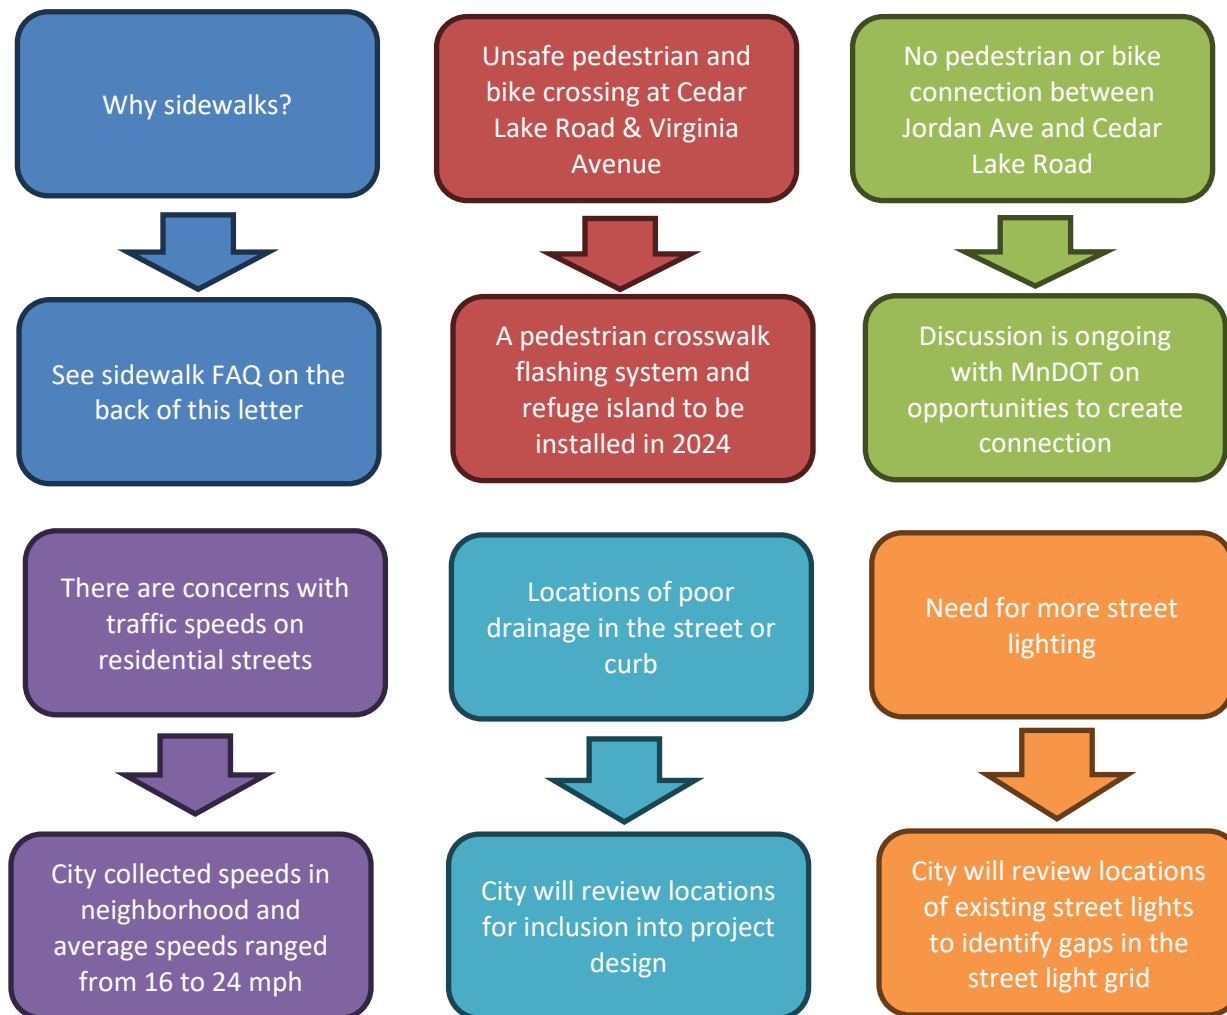 Why sidewalks?
Unsafe pedestrian and
bike crossing at Cedar
Lake Road & Virginia
Avenue
No pedestrian or bike
connection between
Jordan Ave and Cedar
Lake Road
See sidewalk FAQ on the
back of this letter
A pedestrian crosswalk
flashing system and
refuge island to be
installed in 2024
Discussion is ongoing
with MnDOT on
opportunities to create
connection
There are concerns with
traffic speeds on
residential streets
Locations of poor
drainage in the street or
curb
Need for more street
lighting
City collected speeds in
neighborhood and
average speeds ranged
from 16 to 24 mph
City will review locations
for inclusion into project
design
City will review locations
of existing street lights
to identify gaps in the
street light grid